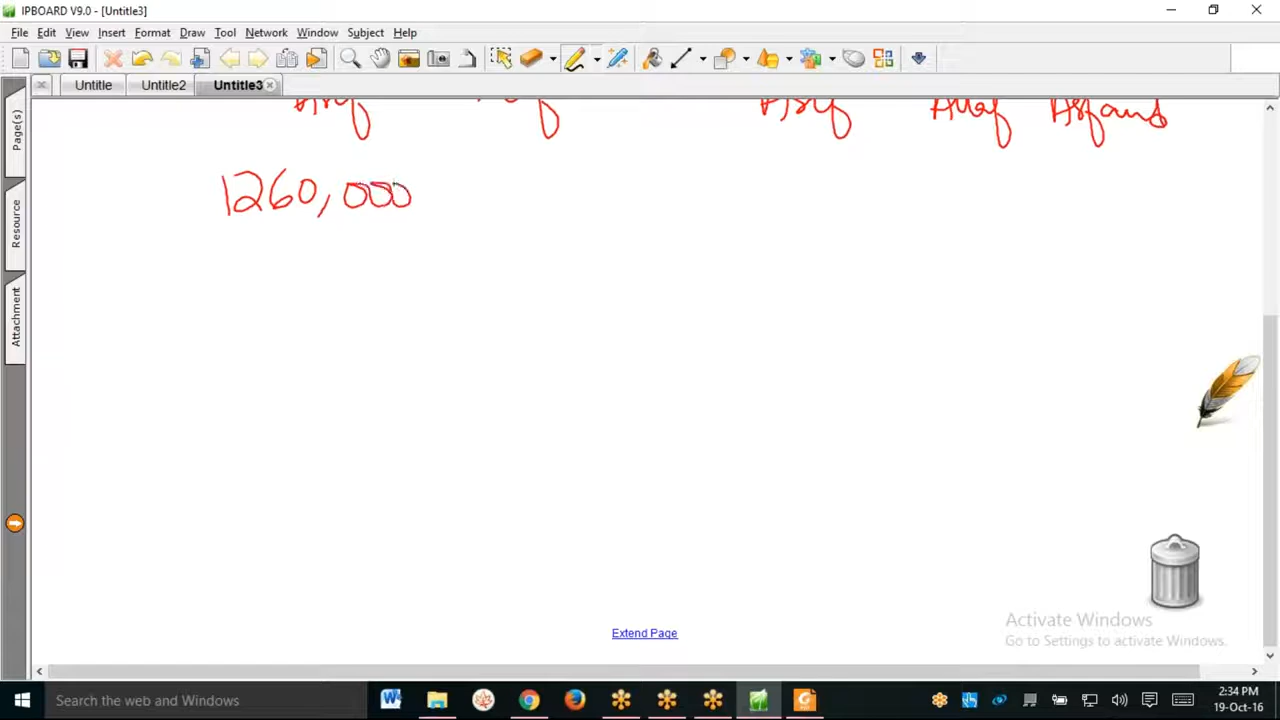 IPBOARD V9.0 - [Untitle3]
File Edit View Insert Format Draw Tool Network Window Subject Help
Untitle Untitle2 Untitle3
Page(s)
Resource
Attachment
1260,000
Extend Page
Activate Windows
Go to Settings to activate Windows.
Search the web and Windows
2:34 PM
19-Oct-16